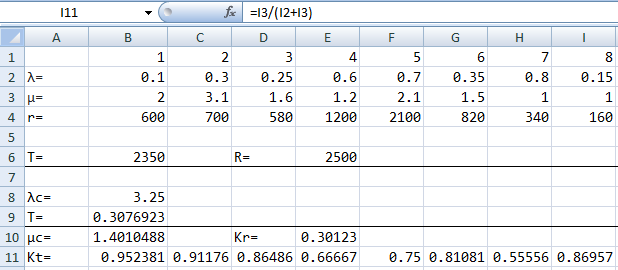 I11 fx =I3/(I2+I3)
A B C D E F G H I
1 1 2 3 4 5 6 7 8
2 λ= 0.1 0.3 0.25 0.6 0.7 0.35 0.8 0.15
3 μ= 2 3.1 1.6 1.2 2.1 1.5 1 1
4 r= 600 700 580 1200 2100 820 340 160
5
6 T= 2350 R= 2500
7
8 λc= 3.25
9 T= 0.3076923
10 μc= 1.4010488 Kr= 0.30123
11 Kt= 0.952381 0.91176 0.86486 0.66667 0.75 0.81081 0.55556 0.86957